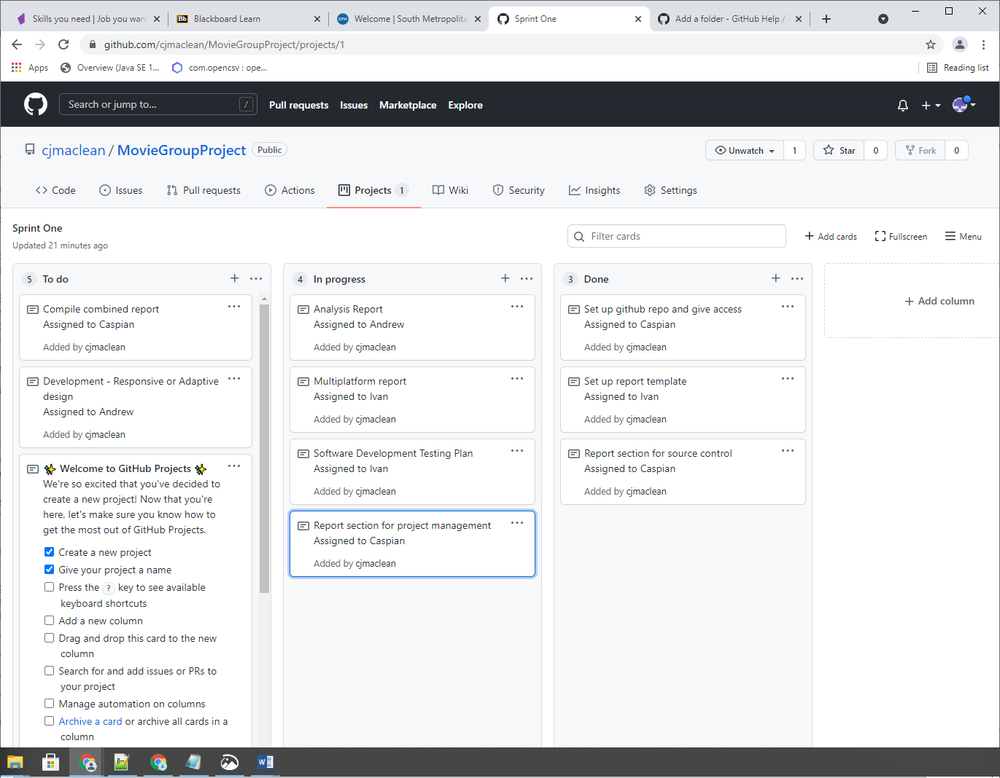 Skills you need | Job you wan
Bb Blackboard Learn
OTH Welcome | South Metropolita
Sprint One
Add a folder - GitHub Help /
github.com/cjmaclean/MovieGroupProject/projects/1
Apps
Overview (Java SE 1...
com.opencsv : ope...
Reading list
Search or jump to... /
Pull requests
Issues
Marketplace
Explore
cjmaclean / MovieGroupProject Public
Unwatch 1
Star 0
Fork 0
Code
Issues
Pull requests
Actions
Projects 1
Wiki
Security
Insights
Settings
Sprint One
Updated 21 minutes ago
Filter cards
Add cards
Fullscreen
Menu
5 To do
Compile combined report
Assigned to Caspian
Added by cjmaclean
Development - Responsive or Adaptive
design
Assigned to Andrew
Added by cjmaclean
✨ Welcome to GitHub Projects ✨
We're so excited that you've decided to
create a new project! Now that you're
here, let's make sure you know how to
get the most out of GitHub Projects.
Create a new project
Give your project a name
Press the ? key to see available
keyboard shortcuts
Add a new column
Drag and drop this card to the new
column
Search for and add issues or PRs to
your project
Manage automation on columns
Archive a card or archive all cards in a
column
4 In progress
Analysis Report
Assigned to Andrew
Added by cjmaclean
Multiplatform report
Assigned to Ivan
Added by cjmaclean
Software Development Testing Plan
Assigned to Ivan
Added by cjmaclean
Report section for project management
Assigned to Caspian
Added by cjmaclean
3 Done
Set up github repo and give access
Assigned to Caspian
Added by cjmaclean
Set up report template
Assigned to Ivan
Added by cjmaclean
Report section for source control
Assigned to Caspian
Added by cjmaclean
Add column